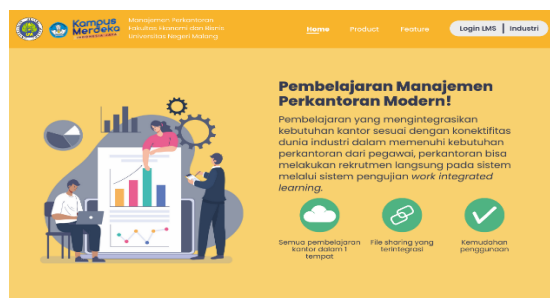 Kampus
Merdeka
INDONESIA JAYA
Manajemen Perkantoran
Fakultas Ekonomi dan Bisnis
Universitas Negeri Malang
Home
Product
Feature
Login LMS | Industri
Pembelajaran Manajemen
Perkantoran Modern!
Pembelajaran yang mengintegrasikan
kebutuhan kantor sesuai dengan konektifitas
dunia industri dalam memenuhi kebutuhan
perkantoran dari pegawai, perkantoran bisa
melakukan rekrutmen langsung pada sistem
melalui sistem pengujian work integrated
learning.
Semua pembelajaran
kantor dalam 1
tempat
File sharing yang
terintegrasi
Kemudahan
penggunaan